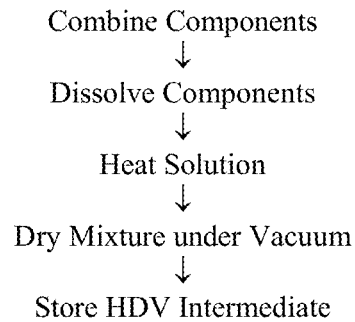 Combine Components
↓
Dissolve Components
↓
Heat Solution
↓
Dry Mixture under Vacuum
↓
Store HDV Intermediate